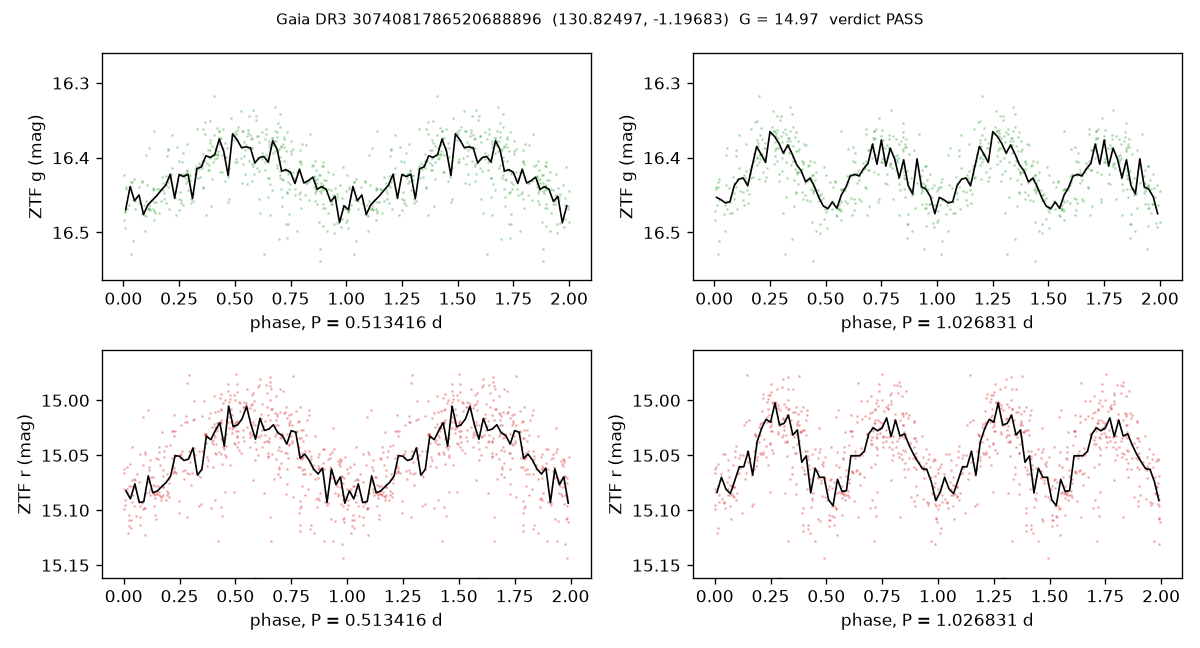 Gaia DR3 3074081786520688896 (130.82497, -1.19683) G = 14.97 verdict PASS
ZTF g (mag)
16.3
16.4
16.5
0.00 0.25 0.50 0.75 1.00 1.25 1.50 1.75 2.00
phase, P = 0.513416 d
ZTF g (mag)
16.3
16.4
16.5
0.00 0.25 0.50 0.75 1.00 1.25 1.50 1.75 2.00
phase, P = 1.026831 d
ZTF r (mag)
15.00
15.05
15.10
15.15
0.00 0.25 0.50 0.75 1.00 1.25 1.50 1.75 2.00
phase, P = 0.513416 d
ZTF r (mag)
15.00
15.05
15.10
15.15
0.00 0.25 0.50 0.75 1.00 1.25 1.50 1.75 2.00
phase, P = 1.026831 d